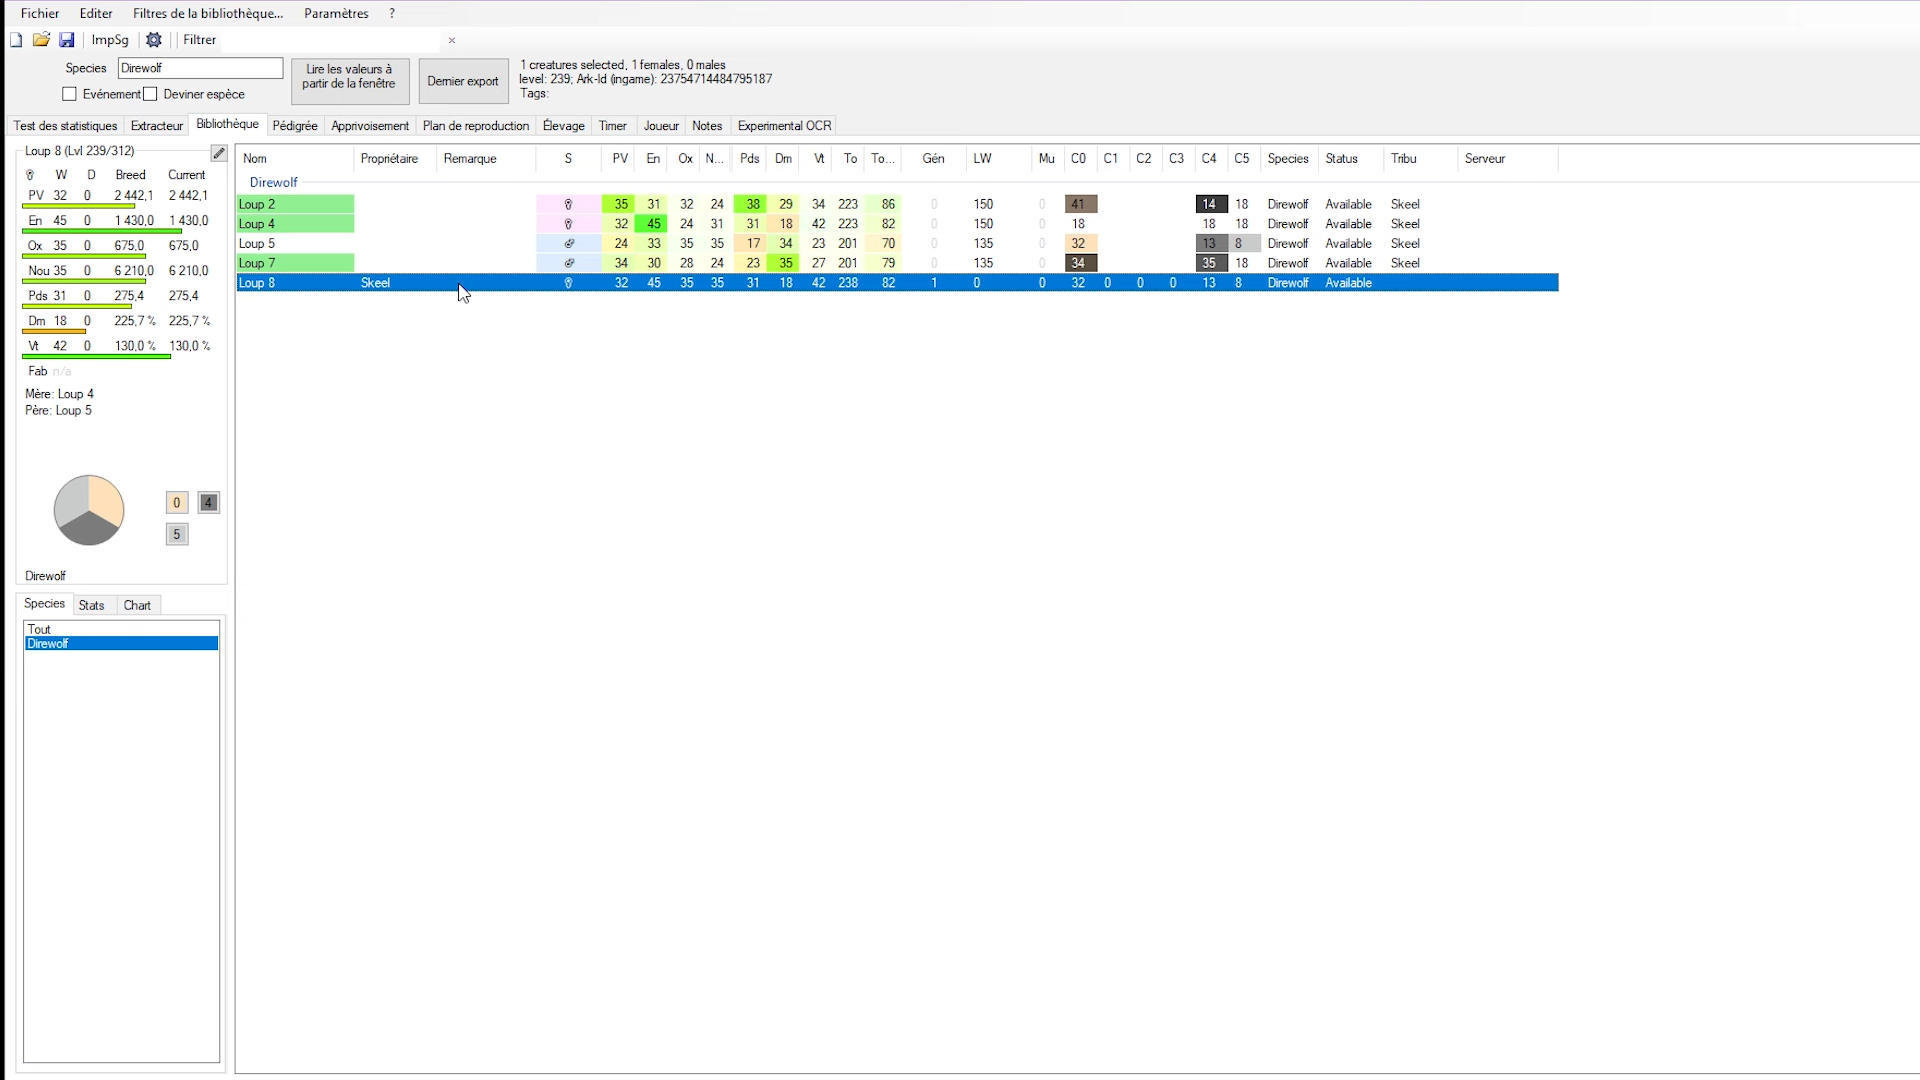 Fichier Editer Filtres de la bibliothèque... Paramètres ?
ImpSg Filtrer ×
Species Direwolf
Evénement Deviner espèce
Lire les valeurs à
partir de la fenêtre
Dernier export
1 creatures selected, 1 females, 0 males
level: 239; Ark-Id (ingame): 23754714484795187
Tags:
Test des statistiques Extracteur Bibliothèque Pédigrée Apprivoisement Plan de reproduction Élevage Timer Joueur Notes Experimental OCR
Loup 8 (Lvl 239/312)
W D Breed Current
PV 32 0 2 442,1 2 442,1
En 45 0 1 430,0 1 430,0
Ox 35 0 675,0 675,0
Nou 35 0 6 210,0 6 210,0
Pds 31 0 275,4 275,4
Dm 18 0 225,7 % 225,7 %
Vt 42 0 130,0 % 130,0 %
Fab n/a
Mère: Loup 4
Père: Loup 5
0 4
5
Direwolf
Species Stats Chart
Tout
Direwolf
Nom Propriétaire Remarque S PV En Ox N... Pds Dm Vt To To... Gén LW Mu C0 C1 C2 C3 C4 C5 Species Status Tribu Serveur
Direwolf
Loup 2 35 31 32 24 38 29 34 223 86 0 150 0 41 14 18 Direwolf Available Skeel
Loup 4 32 45 24 31 31 18 42 223 82 0 150 0 18 18 18 Direwolf Available Skeel
Loup 5 24 33 35 35 17 34 23 201 70 0 135 0 32 13 8 Direwolf Available Skeel
Loup 7 34 30 28 24 23 35 27 201 79 0 135 0 34 35 18 Direwolf Available Skeel
Loup 8 Skeel 32 45 35 35 31 18 42 238 82 1 0 0 32 0 0 0 13 8 Direwolf Available